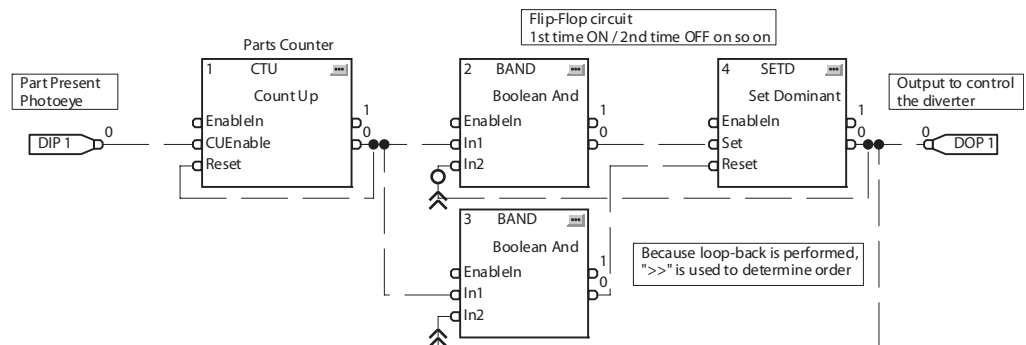 Flip-Flop circuit
1st time ON / 2nd time OFF on so on
Parts Counter
Part Present
Photoeye
1 CTU ...
Count Up
EnableIn 1
CUEnable 0
Reset
2 BAND ...
Boolean And
EnableIn 1
In1 0
In2
4 SETD ...
Set Dominant
EnableIn 1
Set 0
Reset
Output to control
the diverter
DIP 1 0
0 DOP 1
3 BAND ...
Boolean And
EnableIn 1
In1 0
In2
Because loop-back is performed,
">>" is used to determine order